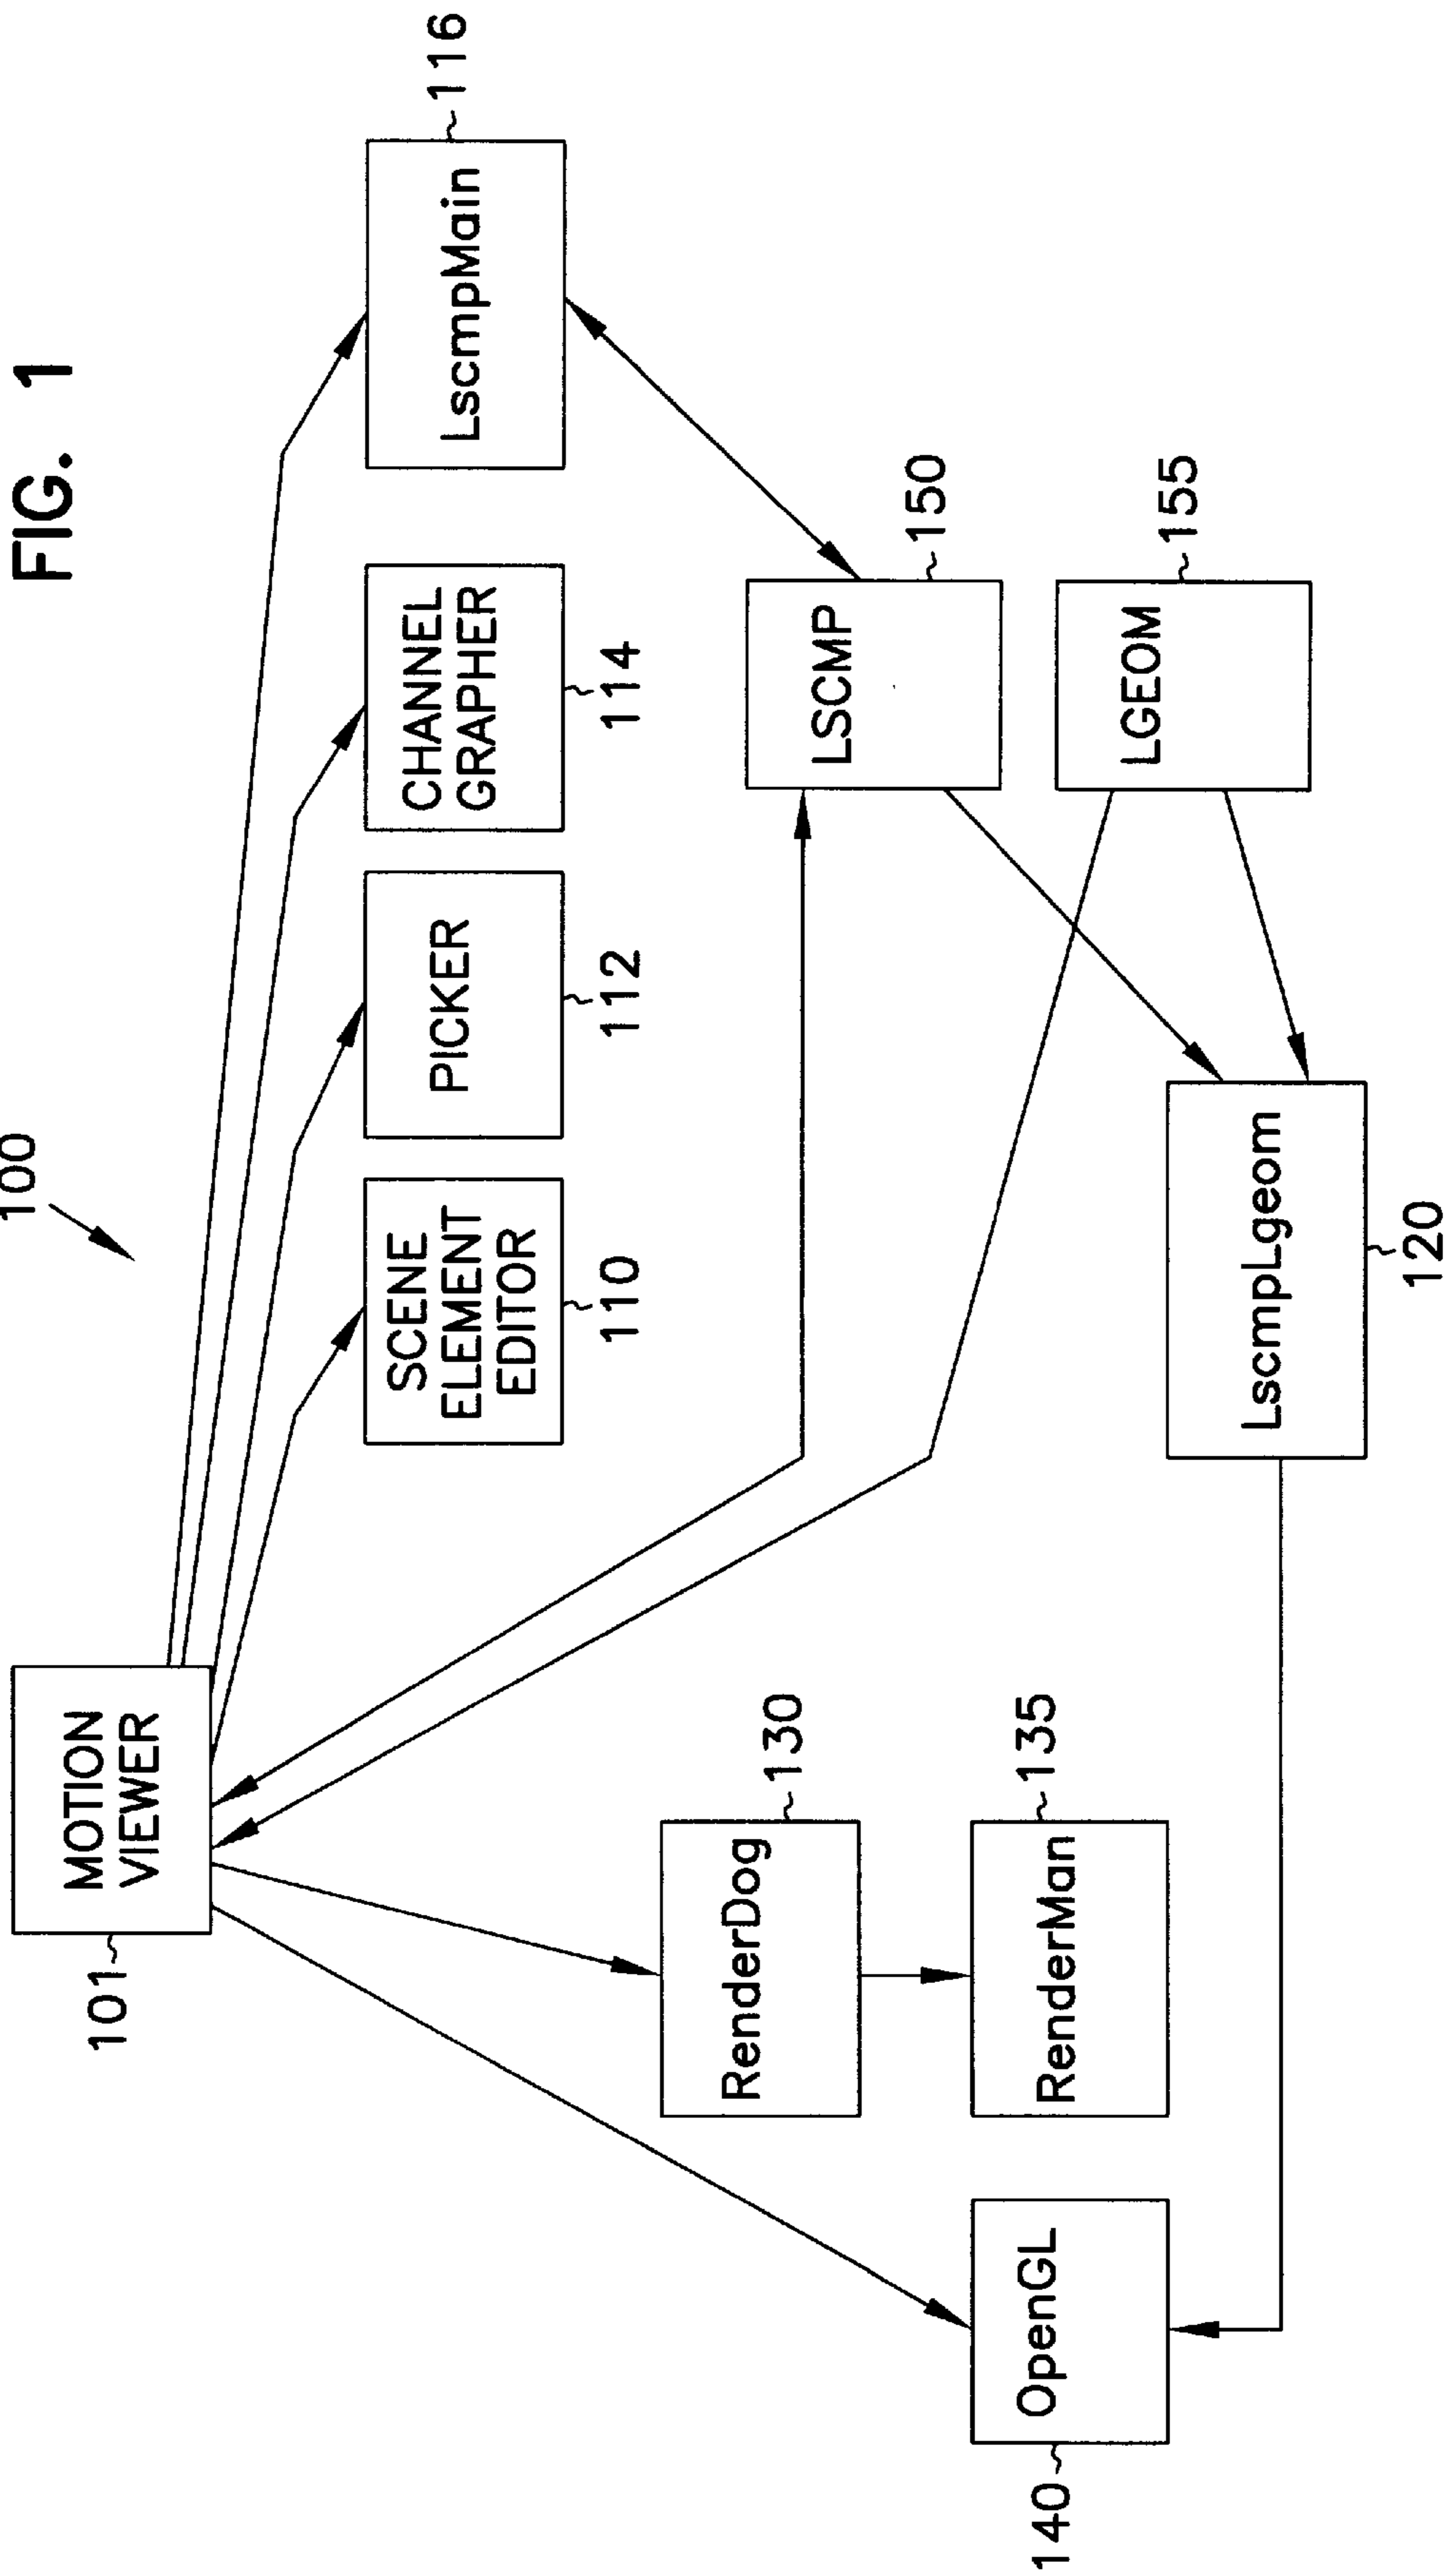 FIG. 1
100
MOTION
VIEWER
101
SCENE
ELEMENT
EDITOR
110
PICKER
112
CHANNEL
GRAPHER
114
LscmpMain
116
RenderDog
130
LSCMP
150
OpenGL
140
RenderMan
135
LGEOM
155
LscmpLgeom
120